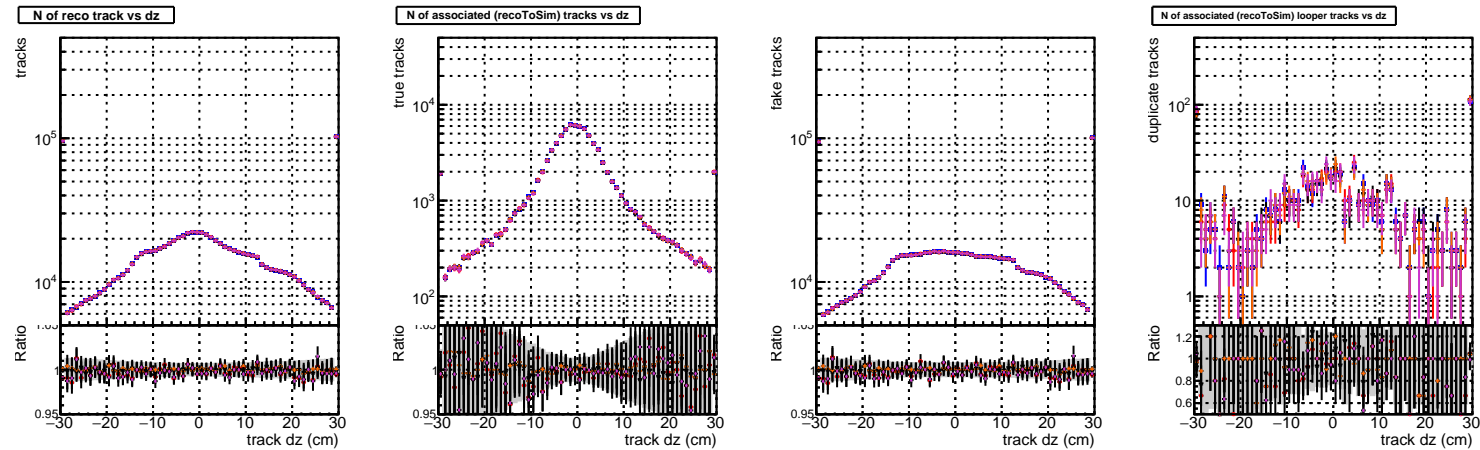 N of reco track vs dz
tracks
10^5
10^4
Ratio
1
0.95
−30 −20 −10 0 10 20 30
track dz (cm)
N of associated (recoToSim) tracks vs dz
true tracks
10^4
10^3
10^2
Ratio
1
0.95
−30 −20 −10 0 10 20 30
track dz (cm)
fake tracks
10^5
10^4
Ratio
1
0.95
−30 −20 −10 0 10 20 30
track dz (cm)
N of associated (recoToSim) looper tracks vs dz
duplicate tracks
10^2
10
1
Ratio
1.2
1
0.8
0.6
−30 −20 −10 0 10 20 30
track dz (cm)